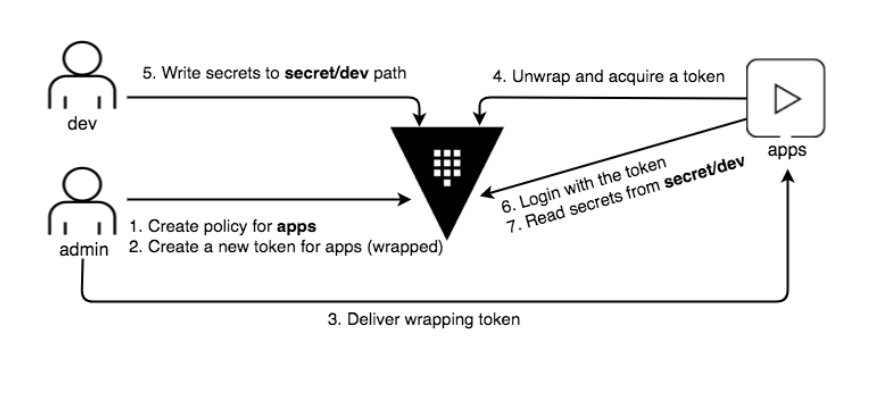 5. Write secrets to secret/dev path
4. Unwrap and acquire a token
dev
apps
6. Login with the token
7. Read secrets from secret/dev
1. Create policy for apps
admin
2. Create a new token for apps (wrapped)
3. Deliver wrapping token